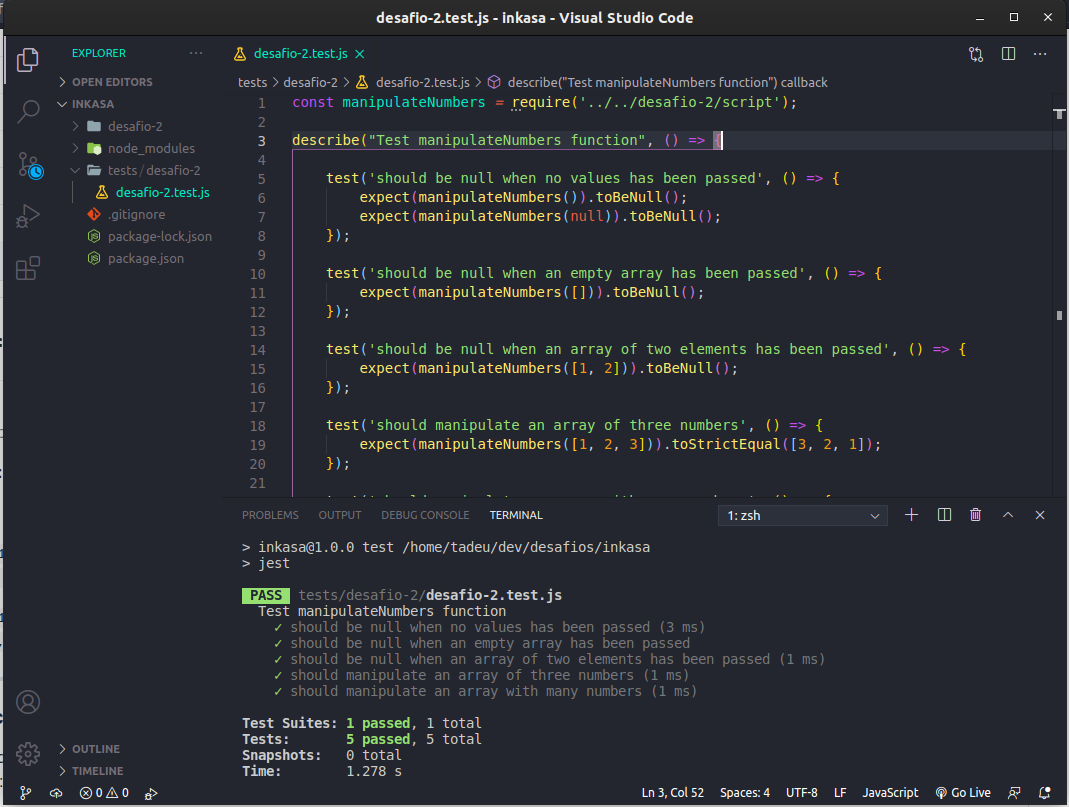 desafio-2.test.js - inkasa - Visual Studio Code
EXPLORER
OPEN EDITORS
INKASA
desafio-2
node_modules
tests / desafio-2
desafio-2.test.js
.gitignore
package-lock.json
package.json
OUTLINE
TIMELINE
desafio-2.test.js
tests > desafio-2 > desafio-2.test.js > describe("Test manipulateNumbers function") callback
1 const manipulateNumbers = require('../../desafio-2/script');
2
3 describe("Test manipulateNumbers function", () => {
4
5 test('should be null when no values has been passed', () => {
6 expect(manipulateNumbers()).toBeNull();
7 expect(manipulateNumbers(null)).toBeNull();
8 });
9
10 test('should be null when an empty array has been passed', () => {
11 expect(manipulateNumbers([])).toBeNull();
12 });
13
14 test('should be null when an array of two elements has been passed', () => {
15 expect(manipulateNumbers([1, 2])).toBeNull();
16 });
17
18 test('should manipulate an array of three numbers', () => {
19 expect(manipulateNumbers([1, 2, 3])).toStrictEqual([3, 2, 1]);
20 });
21
PROBLEMS OUTPUT DEBUG CONSOLE TERMINAL 1: zsh
> inkasa@1.0.0 test /home/tadeu/dev/desafios/inkasa
> jest
PASS tests/desafio-2/desafio-2.test.js
Test manipulateNumbers function
✓ should be null when no values has been passed (3 ms)
✓ should be null when an empty array has been passed
✓ should be null when an array of two elements has been passed (1 ms)
✓ should manipulate an array of three numbers (1 ms)
✓ should manipulate an array with many numbers (1 ms)
Test Suites: 1 passed, 1 total
Tests: 5 passed, 5 total
Snapshots: 0 total
Time: 1.278 s
0 0 Ln 3, Col 52 Spaces: 4 UTF-8 LF JavaScript Go Live